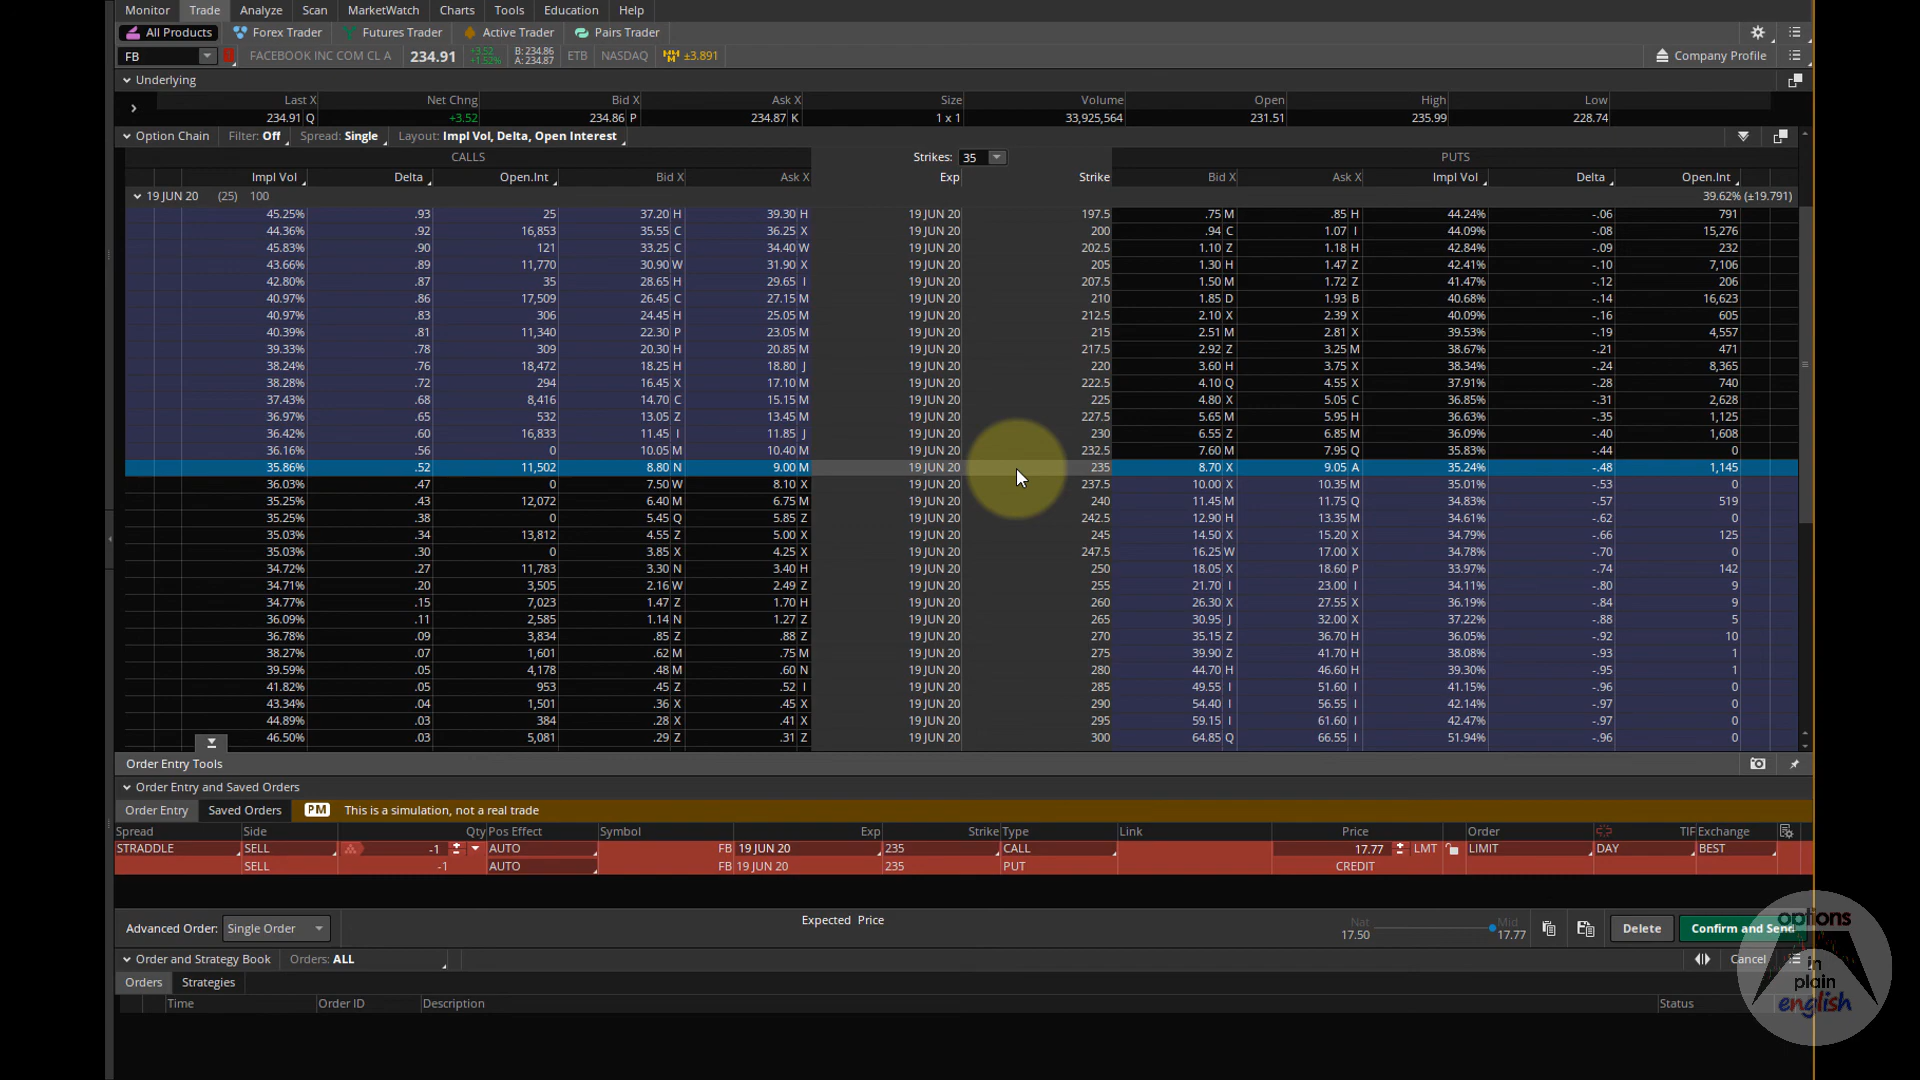 Monitor Trade Analyze Scan MarketWatch Charts Tools Education Help
All Products Forex Trader Futures Trader Active Trader Pairs Trader
FB FACEBOOK INC COM CL A 234.91 +3.52 +1.52% B: 234.86 A: 234.87 ETB NASDAQ ±3.891 Company Profile
Underlying
Last X Net Chng Bid X Ask X Size Volume Open High Low
234.91 Q +3.52 234.86 P 234.87 K 1 x 1 33,925,564 231.51 235.99 228.74
Option Chain Filter: Off Spread: Single Layout: Impl Vol, Delta, Open Interest
CALLS Strikes: 35 PUTS
Impl Vol Delta Open.Int Bid X Ask X Exp Strike Bid X Ask X Impl Vol Delta Open.Int
19 JUN 20 (25) 100 39.62% (±19.791)
45.25% .93 25 37.20 H 39.30 H 19 JUN 20 197.5 .75 M .85 H 44.24% -.06 791
44.36% .92 16,853 35.55 C 36.25 X 19 JUN 20 200 .94 C 1.07 I 44.09% -.08 15,276
45.83% .90 121 33.25 C 34.40 W 19 JUN 20 202.5 1.10 Z 1.18 H 42.84% -.09 232
43.66% .89 11,770 30.90 W 31.90 X 19 JUN 20 205 1.30 H 1.47 Z 42.41% -.10 7,106
42.80% .87 35 28.65 H 29.65 I 19 JUN 20 207.5 1.50 M 1.72 Z 41.47% -.12 206
40.97% .86 17,509 26.45 C 27.15 M 19 JUN 20 210 1.85 D 1.93 B 40.68% -.14 16,623
40.97% .83 306 24.45 H 25.05 M 19 JUN 20 212.5 2.10 X 2.39 X 40.09% -.16 605
40.39% .81 11,340 22.30 P 23.05 M 19 JUN 20 215 2.51 M 2.81 X 39.53% -.19 4,557
39.33% .78 309 20.30 H 20.85 M 19 JUN 20 217.5 2.92 Z 3.25 M 38.67% -.21 471
38.24% .76 18,472 18.25 H 18.80 J 19 JUN 20 220 3.60 H 3.75 X 38.34% -.24 8,365
38.28% .72 294 16.45 X 17.10 M 19 JUN 20 222.5 4.10 Q 4.55 X 37.91% -.28 740
37.43% .68 8,416 14.70 C 15.15 M 19 JUN 20 225 4.80 X 5.05 C 36.85% -.31 2,628
36.97% .65 532 13.05 Z 13.45 M 19 JUN 20 227.5 5.65 M 5.95 H 36.63% -.35 1,125
36.42% .60 16,833 11.45 I 11.85 J 19 JUN 20 230 6.55 Z 6.85 M 36.09% -.40 1,608
36.16% .56 0 10.05 M 10.40 M 19 JUN 20 232.5 7.60 M 7.95 Q 35.83% -.44 0
35.86% .52 11,502 8.80 N 9.00 M 19 JUN 20 235 8.70 X 9.05 A 35.24% -.48 1,145
36.03% .47 0 7.50 W 8.10 X 19 JUN 20 237.5 10.00 X 10.35 M 35.01% -.53 0
35.25% .43 12,072 6.40 M 6.75 M 19 JUN 20 240 11.45 M 11.75 Q 34.83% -.57 519
35.25% .38 0 5.45 Q 5.85 Z 19 JUN 20 242.5 12.90 H 13.35 M 34.61% -.62 0
35.03% .34 13,812 4.55 Z 5.00 X 19 JUN 20 245 14.50 X 15.20 X 34.79% -.66 125
35.03% .30 0 3.85 X 4.25 X 19 JUN 20 247.5 16.25 W 17.00 X 34.78% -.70 0
34.72% .27 11,783 3.30 N 3.40 H 19 JUN 20 250 18.05 X 18.60 P 33.97% -.74 142
34.71% .20 3,505 2.16 W 2.49 Z 19 JUN 20 255 21.70 I 23.00 I 34.11% -.80 9
34.77% .15 7,023 1.47 Z 1.70 H 19 JUN 20 260 26.30 X 27.55 X 36.19% -.84 9
36.09% .11 2,585 1.14 N 1.27 Z 19 JUN 20 265 30.95 J 32.00 X 37.22% -.88 5
36.78% .09 3,834 .85 Z .88 Z 19 JUN 20 270 35.15 Z 36.70 H 36.05% -.92 10
38.27% .07 1,601 .62 M .75 M 19 JUN 20 275 39.90 Z 41.70 H 38.08% -.93 1
39.59% .05 4,178 .48 M .60 N 19 JUN 20 280 44.70 H 46.60 H 39.30% -.95 1
41.82% .05 953 .45 Z .52 I 19 JUN 20 285 49.55 I 51.60 I 41.15% -.96 0
43.34% .04 1,501 .36 X .45 X 19 JUN 20 290 54.40 I 56.55 I 42.14% -.97 0
44.89% .03 384 .28 X .41 X 19 JUN 20 295 59.15 I 61.60 I 42.47% -.97 0
46.50% .03 5,081 .29 Z .31 Z 19 JUN 20 300 64.85 Q 66.55 I 51.94% -.96 0
Order Entry Tools
Order Entry and Saved Orders
Order Entry Saved Orders PM This is a simulation, not a real trade
Spread Side Qty Pos Effect Symbol Exp Strike Type Link Price Order TIF Exchange
STRADDLE SELL -1 AUTO FB 19 JUN 20 235 CALL 17.77 LMT LIMIT DAY BEST
SELL -1 AUTO FB 19 JUN 20 235 PUT CREDIT
Advanced Order: Single Order Expected Price Nat 17.50 Mid 17.77 Delete Confirm and Send
Order and Strategy Book Orders: ALL Cancel
Orders Strategies
Time Order ID Description Status
options
in
plain
english